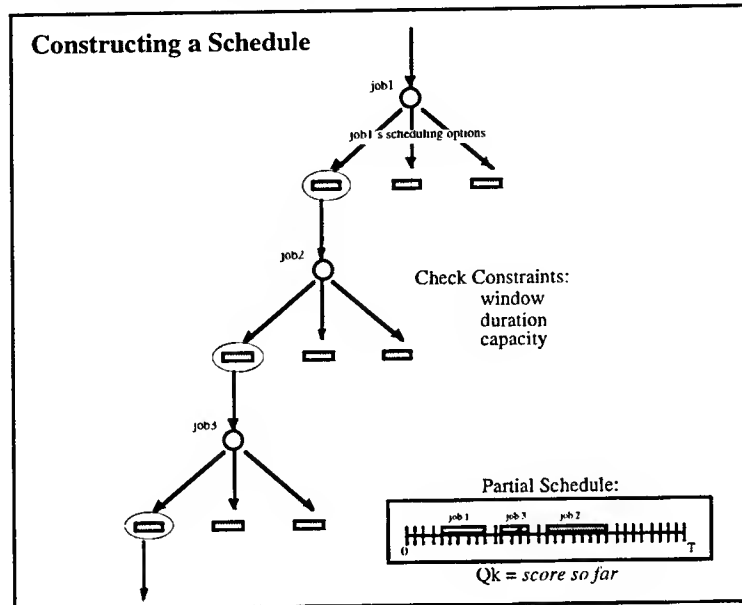 Constructing a Schedule
job1
job1's scheduling options
job2
Check Constraints:
window
duration
capacity
job3
Partial Schedule:
job 1
job 3
job 2
0
T
Qk = score so far